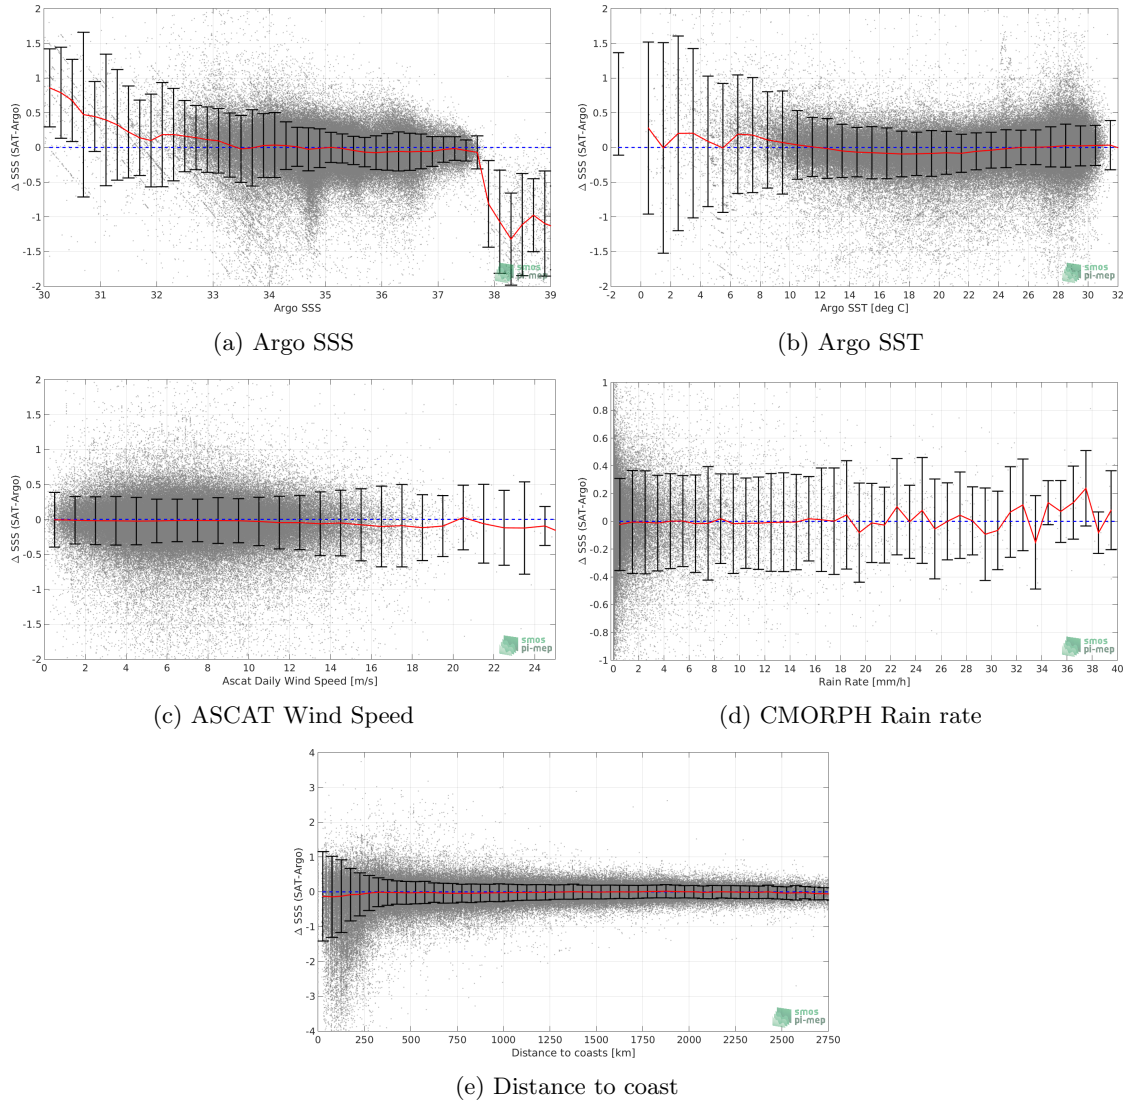 2
1.5
1
0.5
0
-0.5
-1
-1.5
-2
Δ SSS (SAT-Argo)
30 31 32 33 34 35 36 37 38 39
Argo SSS
smos
pi-mep
(a) Argo SSS
2
1.5
1
0.5
0
-0.5
-1
-1.5
-2
Δ SSS (SAT-Argo)
-2 0 2 4 6 8 10 12 14 16 18 20 22 24 26 28 30 32
Argo SST [deg C]
smos
pi-mep
(b) Argo SST
2
1.5
1
0.5
0
-0.5
-1
-1.5
-2
Δ SSS (SAT-Argo)
0 2 4 6 8 10 12 14 16 18 20 22 24
Ascat Daily Wind Speed [m/s]
smos
pi-mep
(c) ASCAT Wind Speed
1
0.8
0.6
0.4
0.2
0
-0.2
-0.4
-0.6
-0.8
-1
Δ SSS (SAT-Argo)
0 2 4 6 8 10 12 14 16 18 20 22 24 26 28 30 32 34 36 38 40
Rain Rate [mm/h]
smos
pi-mep
(d) CMORPH Rain rate
4
3
2
1
0
-1
-2
-3
-4
Δ SSS (SAT-Argo)
0 250 500 750 1000 1250 1500 1750 2000 2250 2500 2750
Distance to coasts [km]
smos
pi-mep
(e) Distance to coast